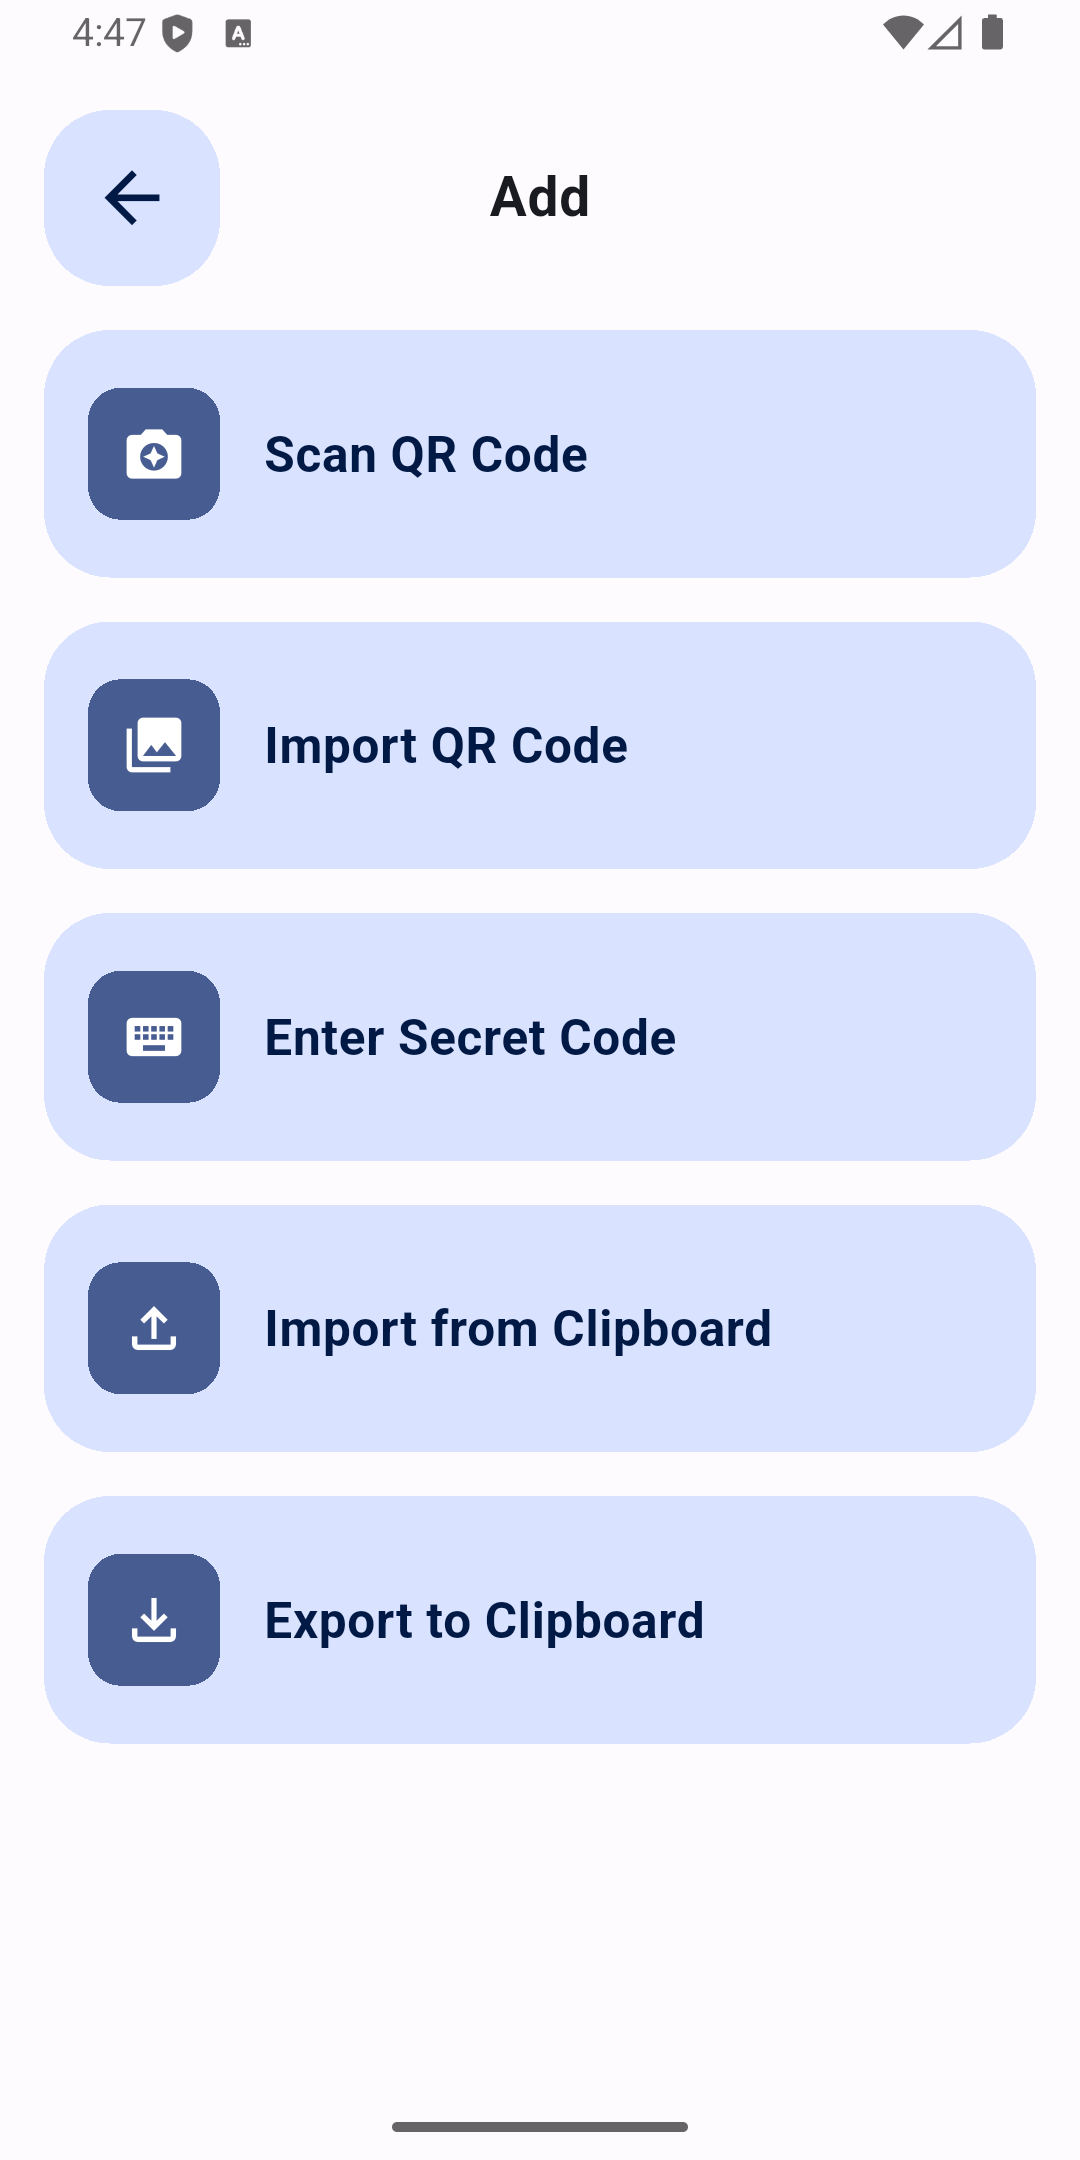 4:47
Add
Scan QR Code
Import QR Code
Enter Secret Code
Import from Clipboard
Export to Clipboard